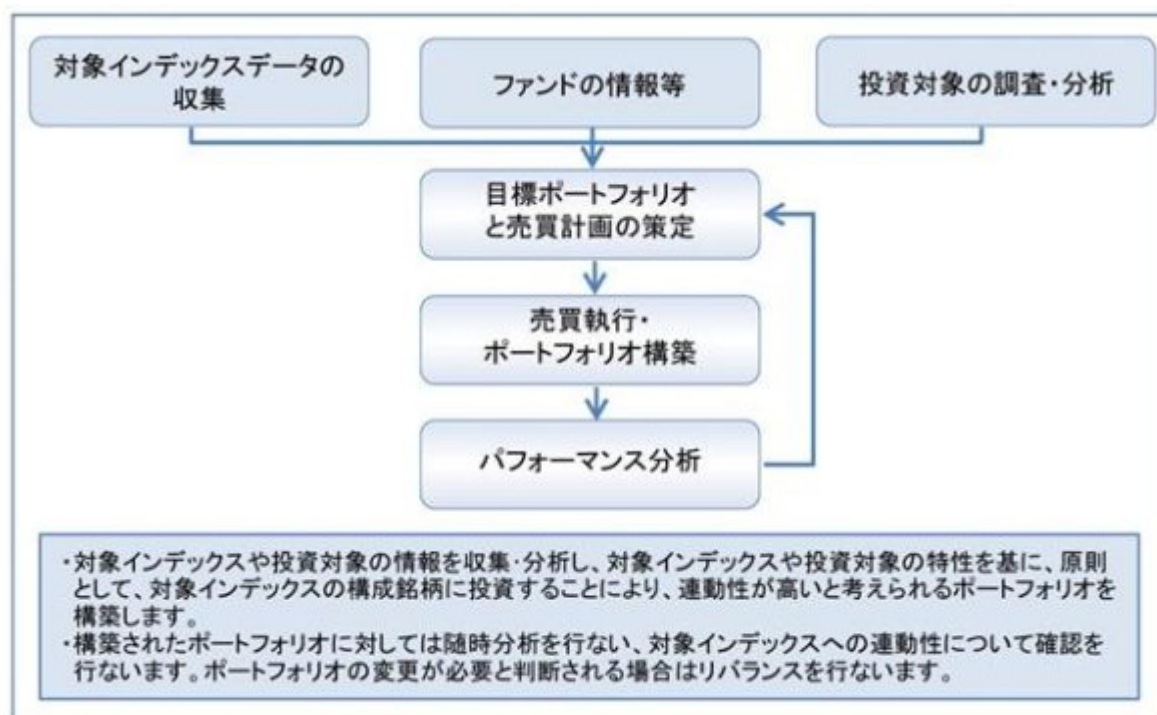 対象インデックスデータの
収集
ファンドの情報等
投資対象の調査・分析
目標ポートフォリオ
と売買計画の策定
売買執行・
ポートフォリオ構築
パフォーマンス分析
・対象インデックスや投資対象の情報を収集・分析し、対象インデックスや投資対象の特性を基に、原則
として、対象インデックスの構成銘柄に投資することにより、連動性が高いと考えられるポートフォリオを
構築します。
・構築されたポートフォリオに対しては随時分析を行ない、対象インデックスへの連動性について確認を
行ないます。ポートフォリオの変更が必要と判断される場合はリバランスを行ないます。